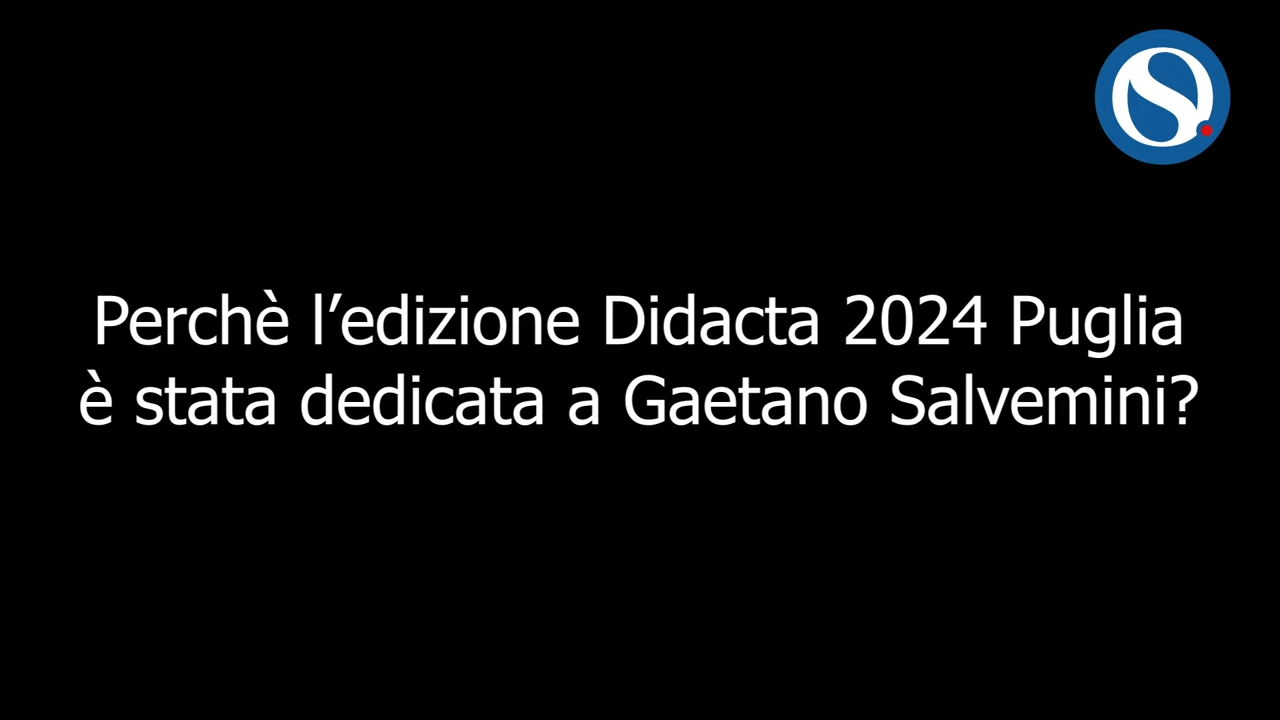 Perchè l’edizione Didacta 2024 Puglia
è stata dedicata a Gaetano Salvemini?